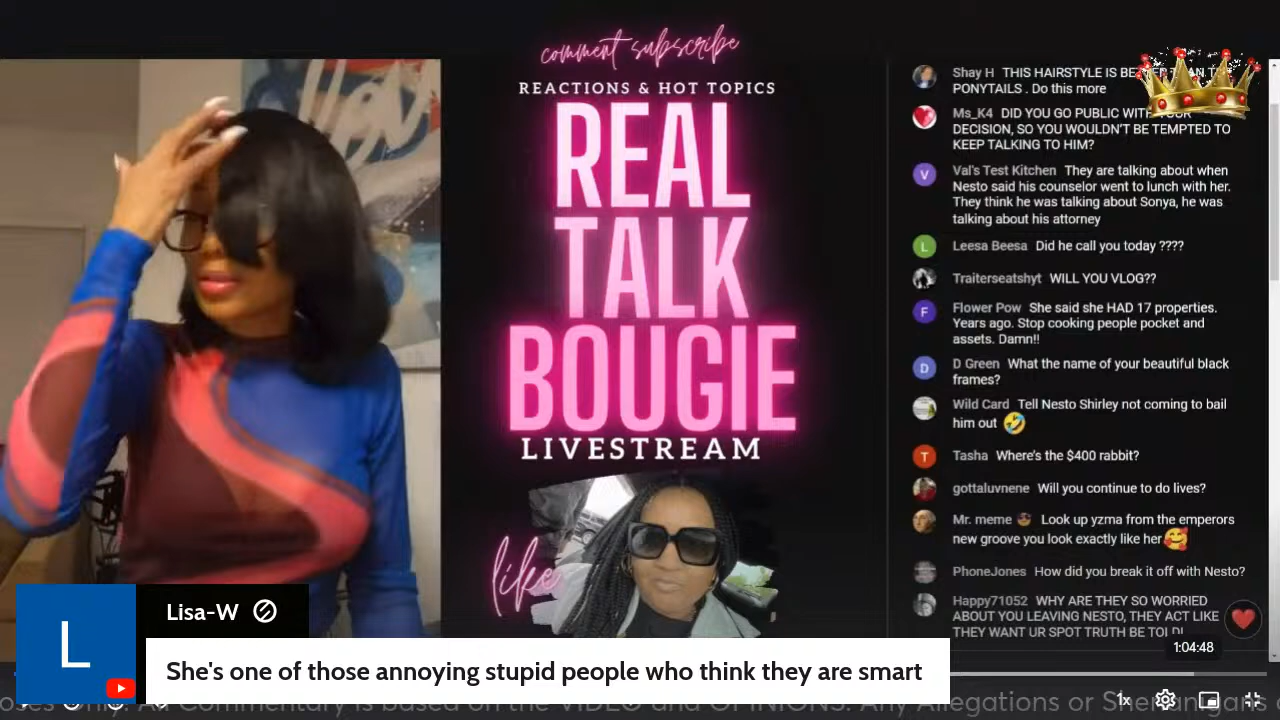 comment subscribe
REACTIONS & HOT TOPICS
REAL
TALK
BOUGIE
LIVESTREAM
like
Shay H THIS HAIRSTYLE IS
PONYTAILS . Do this more
Ms_K4 DID YOU GO PUBLIC WITH
DECISION, SO YOU WOULDN'T BE TEMPTED TO
KEEP TALKING TO HIM?
Val's Test Kitchen They are talking about when
Nesto said his counselor went to lunch with her.
They think he was talking about Sonya, he was
talking about his attorney
Leesa Beesa Did he call you today ????
Traiterseatshyt WILL YOU VLOG??
Flower Pow She said she HAD 17 properties.
Years ago. Stop cooking people pocket and
assets. Damn!!
D Green What the name of your beautiful black
frames?
Wild Card Tell Nesto Shirley not coming to bail
him out 🤣
Tasha Where's the $400 rabbit?
gottaluvnene Will you continue to do lives?
Mr. meme Look up yzma from the emperors
new groove you look exactly like her 🥰
PhoneJones How did you break it off with Nesto?
Happy71052 WHY ARE THEY SO WORRIED
ABOUT YOU LEAVING NESTO, THEY ACT LIKE
THEY WANT UR SPOT TRUTH BE TOLD
1:04:48
L
Lisa-W
She's one of those annoying stupid people who think they are smart
Only. All Commentary is based on the VIDEO and OPINIONS. Any Allegations or
1x